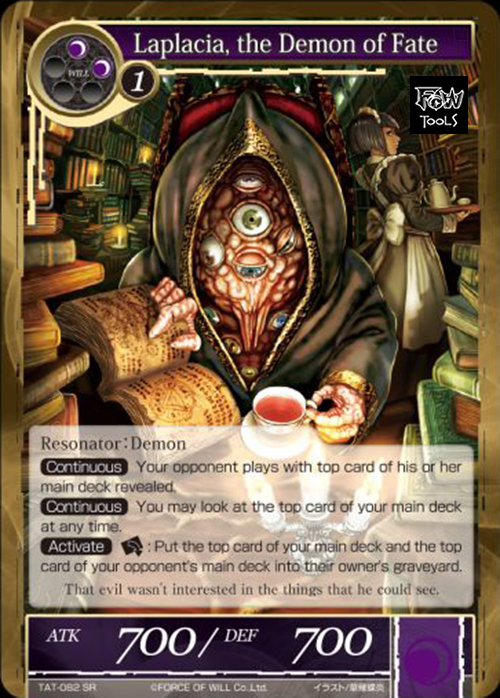 Laplacia, the Demon of Fate
WILL
1
FOW
TOOLS
Resonator : Demon
Continuous Your opponent plays with top card of his or her
main deck revealed.
Continuous You may look at the top card of your main deck
at any time.
Activate : Put the top card of your main deck and the top
card of your opponent's main deck into their owner's graveyard.
That evil wasn't interested in the things that he could see.
ATK 700 / DEF 700
TAT-082 SR ©FORCE OF WILL Co.,Ltd. イラスト/